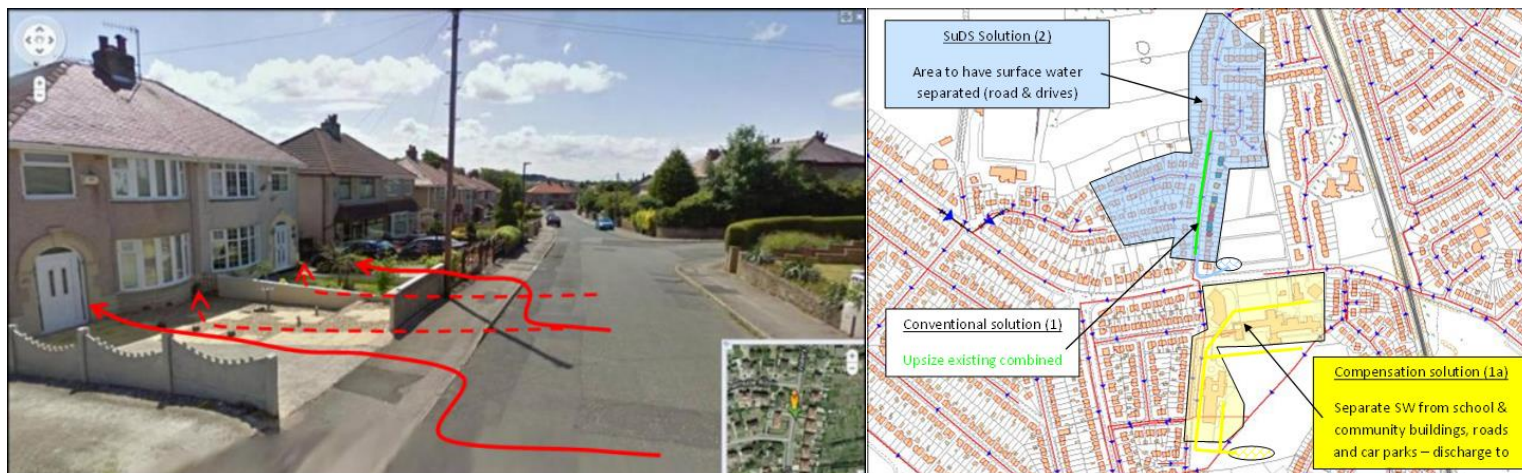 SuDS Solution (2)
Area to have surface water
separated (road & drives)
Conventional solution (1)
Upsize existing combined
Compensation solution (1a)
Separate SW from school &
community buildings, roads
and car parks – discharge to